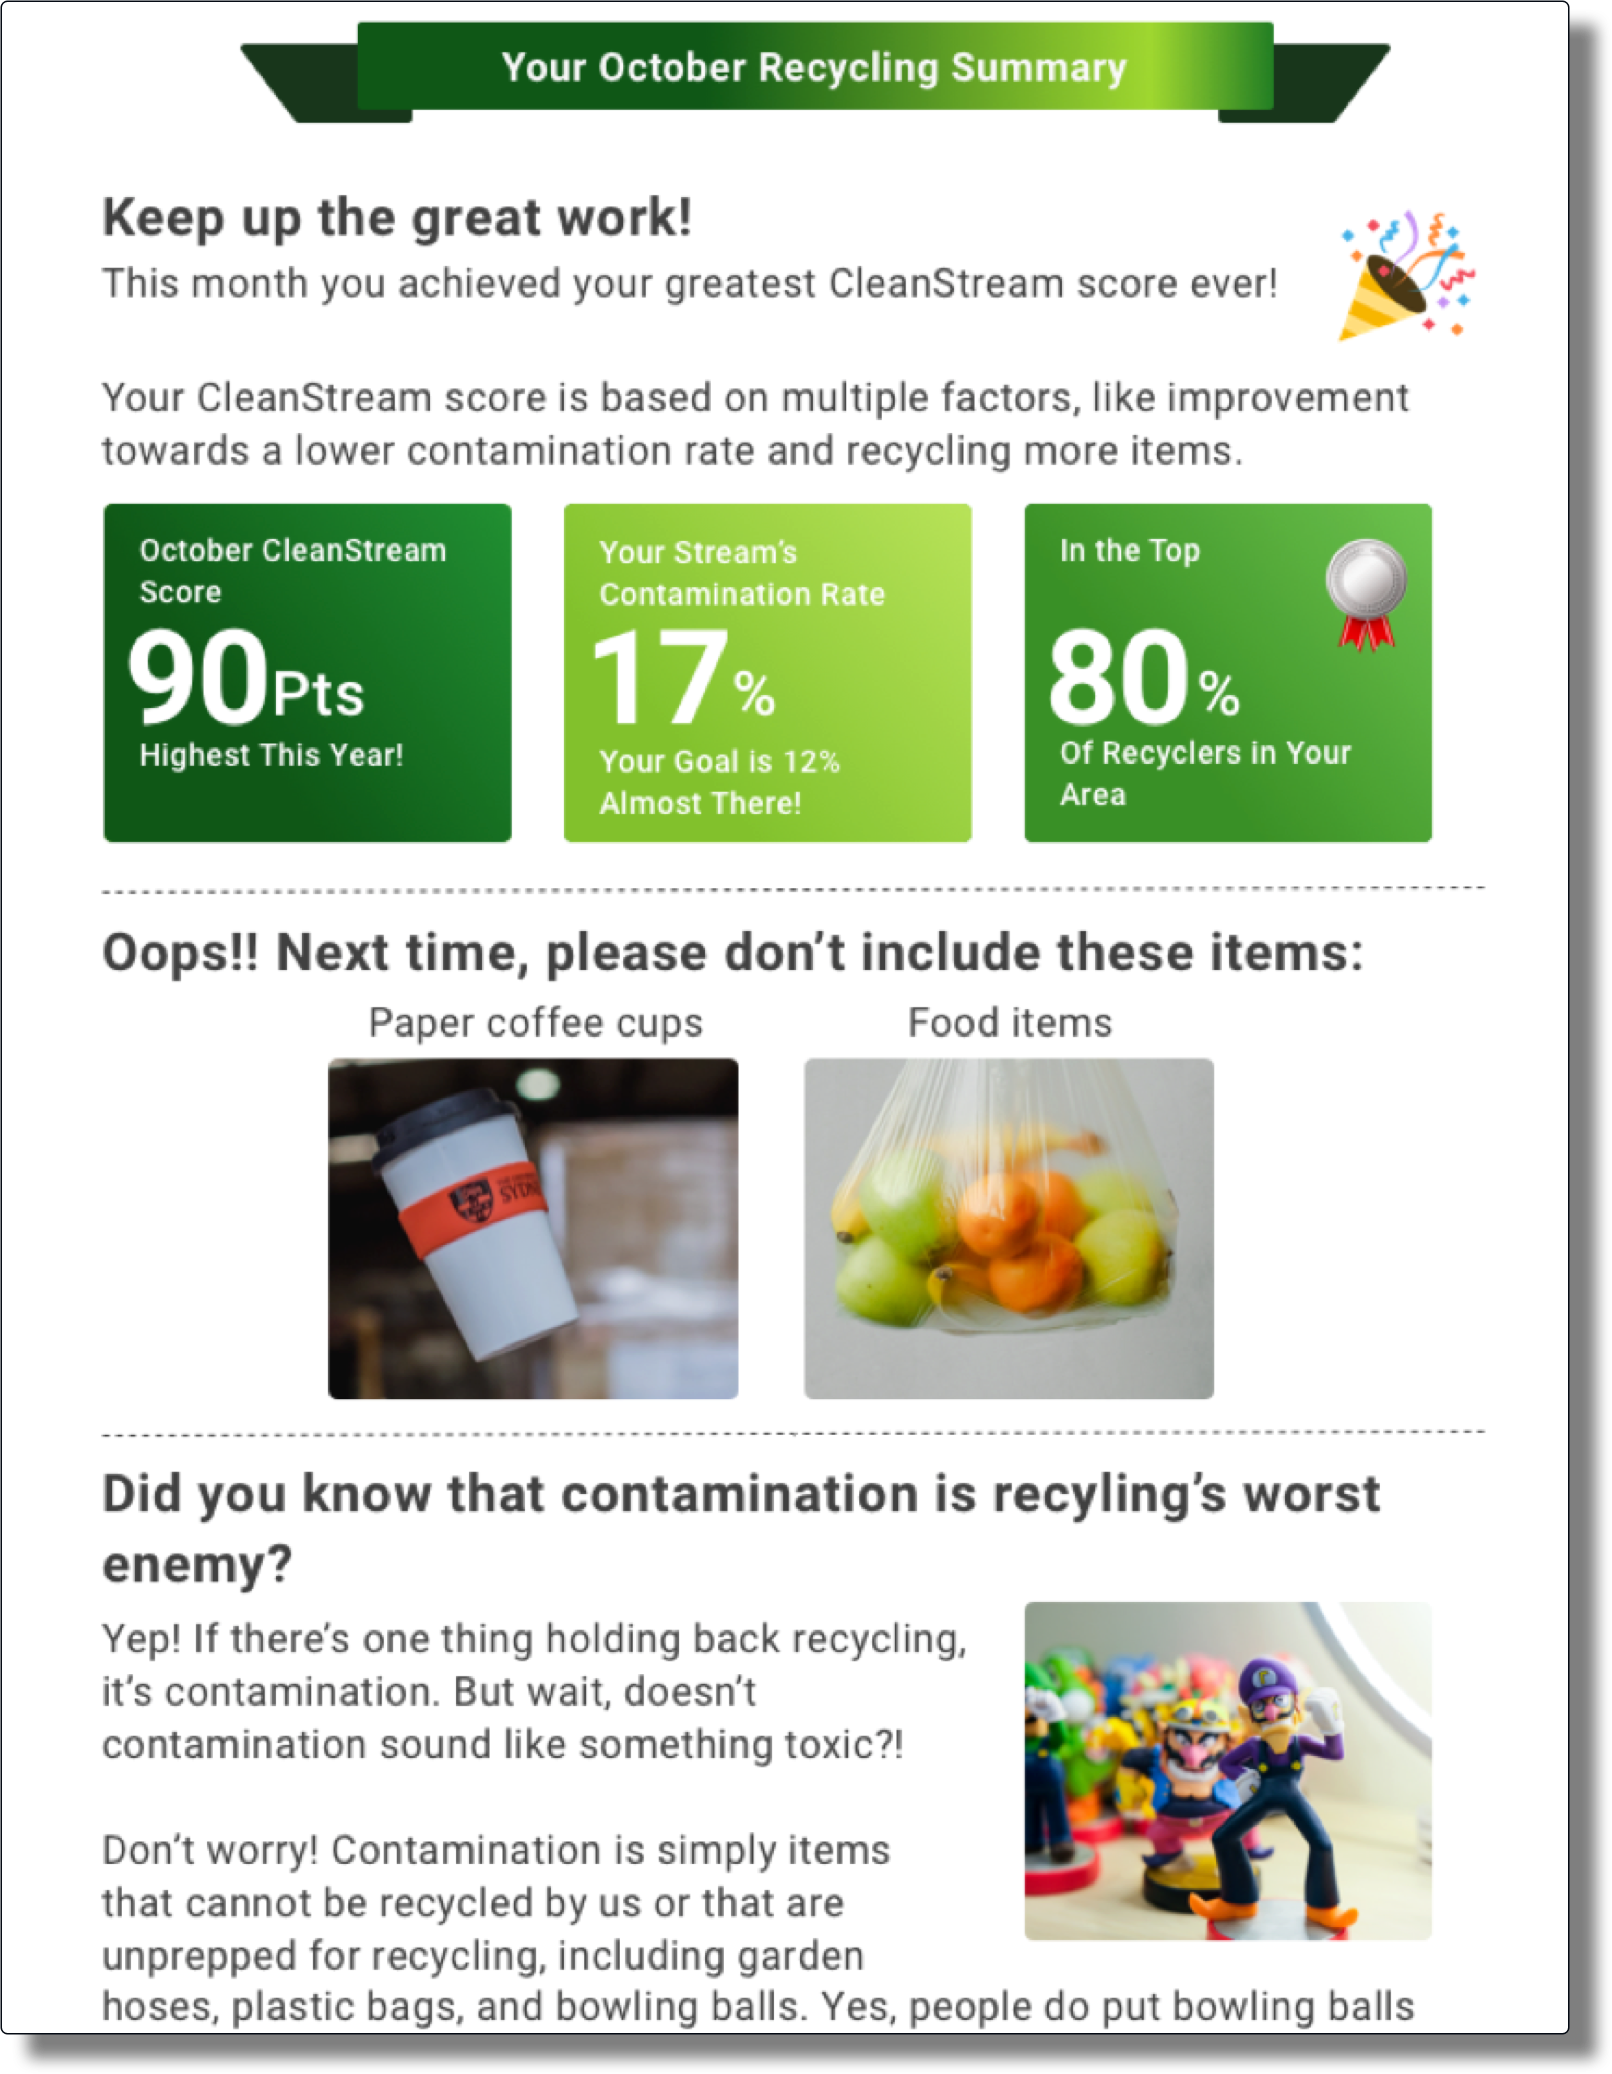 Your October Recycling Summary
Keep up the great work!
This month you achieved your greatest CleanStream score ever!
Your CleanStream score is based on multiple factors, like improvement
towards a lower contamination rate and recycling more items.
October CleanStream
Score
90Pts
Highest This Year!
Your Stream's
Contamination Rate
17%
Your Goal is 12%
Almost There!
In the Top
80%
Of Recyclers in Your
Area
Oops!! Next time, please don't include these items:
Paper coffee cups
Food items
Did you know that contamination is recyling's worst
enemy?
Yep! If there's one thing holding back recycling,
it's contamination. But wait, doesn't
contamination sound like something toxic?!
Don't worry! Contamination is simply items
that cannot be recycled by us or that are
unprepped for recycling, including garden
hoses, plastic bags, and bowling balls. Yes, people do put bowling balls